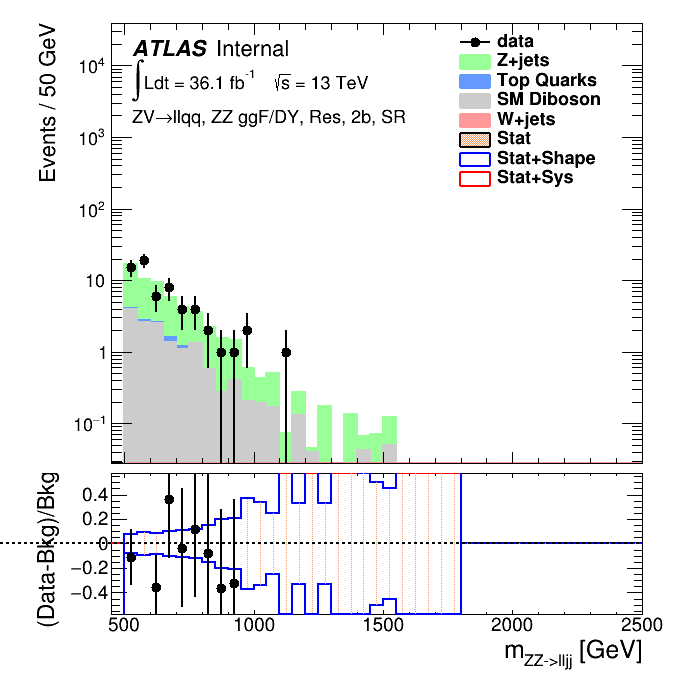 ATLAS Internal
∫Ldt = 36.1 fb⁻¹ √s = 13 TeV
ZV→llqq, ZZ ggF/DY, Res, 2b, SR
data
Z+jets
Top Quarks
SM Diboson
W+jets
Stat
Stat+Shape
Stat+Sys
Events / 50 GeV
10⁴
10³
10²
10
1
10⁻¹
(Data-Bkg)/Bkg
0.4
0.2
0
−0.2
−0.4
500 1000 1500 2000 2500
m_ZZ->lljj [GeV]